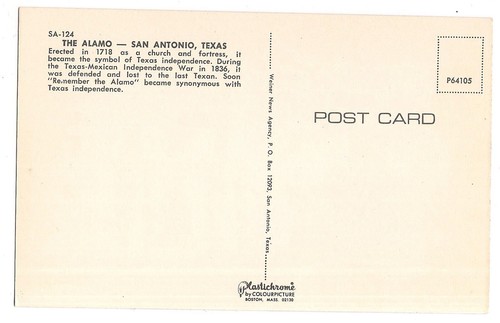 SA-124
THE ALAMO — SAN ANTONIO, TEXAS
Erected in 1718 as a church and fortress, it
became the symbol of Texas independence. During
the Texas-Mexican Independence War in 1836, it
was defended and lost to the last Texan. Soon
"Remember the Alamo" became synonymous with
Texas independence.
Weiner News Agency, P. O. Box 12093, San Antonio, Texas
P64105
POST CARD
Plastichrome
by COLOURPICTURE
BOSTON, MASS. 02130